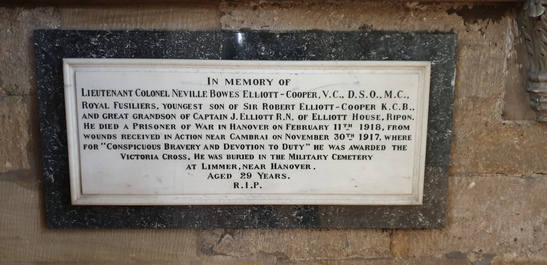 IN MEMORY OF
LIEUTENANT COLONEL NEVILLE BOWES ELLIOTT-COOPER, V.C., D.S.O., M.C.,
ROYAL FUSILIERS, YOUNGEST SON OF SIR ROBERT ELLIOTT-COOPER K.C.B.,
AND GREAT GRANDSON OF CAPTAIN J. ELLIOTT R.N. OF ELLIOTT HOUSE, RIPON.
HE DIED A PRISONER OF WAR IN HANOVER ON FEBRUARY 11TH 1918, FROM
WOUNDS RECEIVED IN ACTION NEAR CAMBRAI ON NOVEMBER 30TH 1917, WHERE
FOR "CONSPICUOUS BRAVERY AND DEVOTION TO DUTY" HE WAS AWARDED THE
VICTORIA CROSS, HE WAS BURIED IN THE MILITARY CEMETERY
AT LIMMER, NEAR HANOVER.
AGED 29 YEARS.
R.I.P.